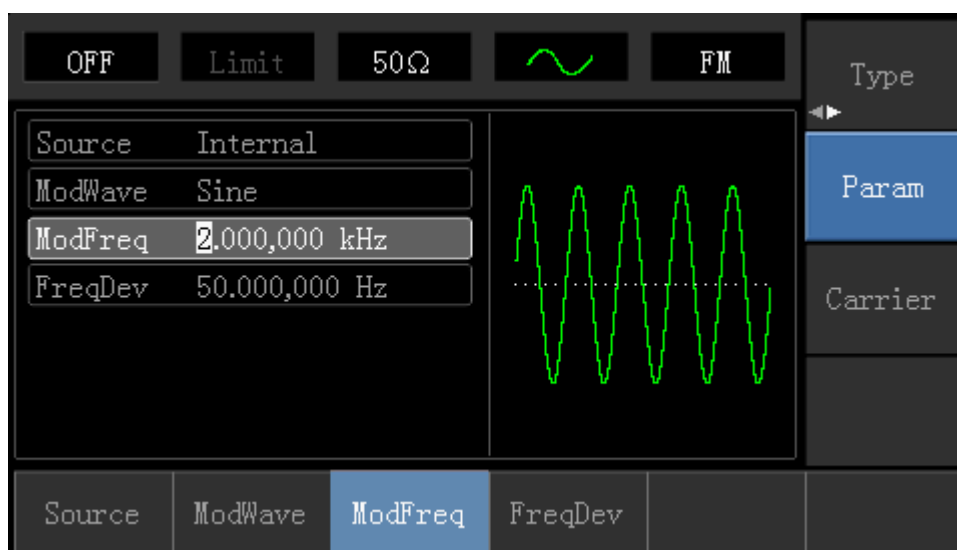 OFF Limit 50Ω FM
Type
Source Internal
ModWave Sine
Param
ModFreq 2.000,000 kHz
FreqDev 50.000,000 Hz
Carrier
Source ModWave ModFreq FreqDev